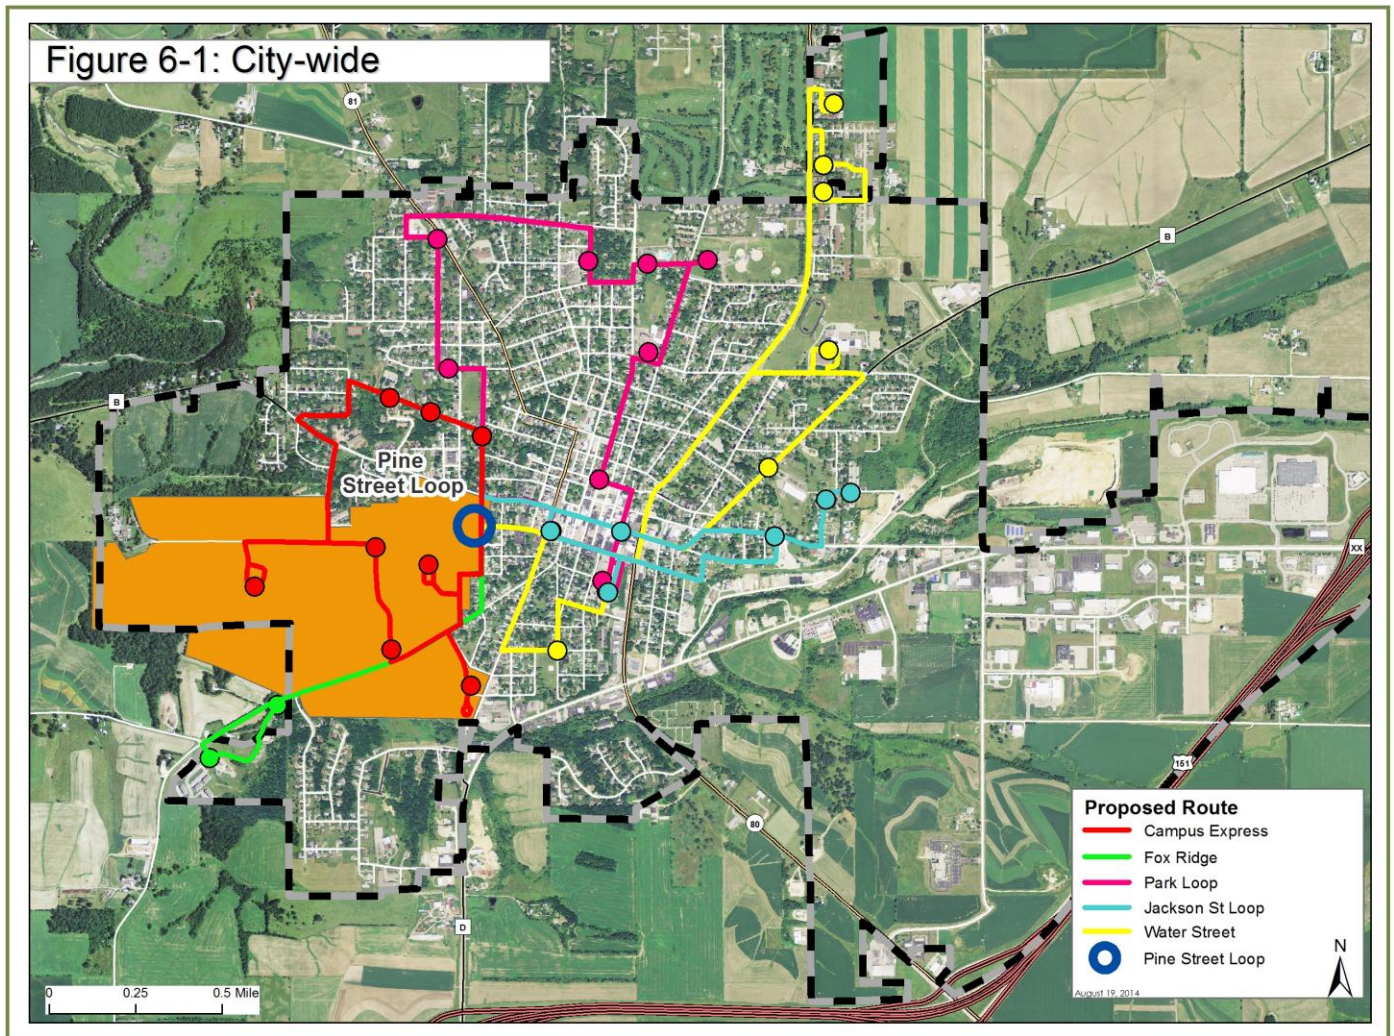 Figure 6-1: City-wide
81
B
B
Pine
Street Loop
XX
151
80
D
Proposed Route
Campus Express
Fox Ridge
Park Loop
Jackson St Loop
Water Street
Pine Street Loop
N
August 19, 2014
0 0.25 0.5 Mile